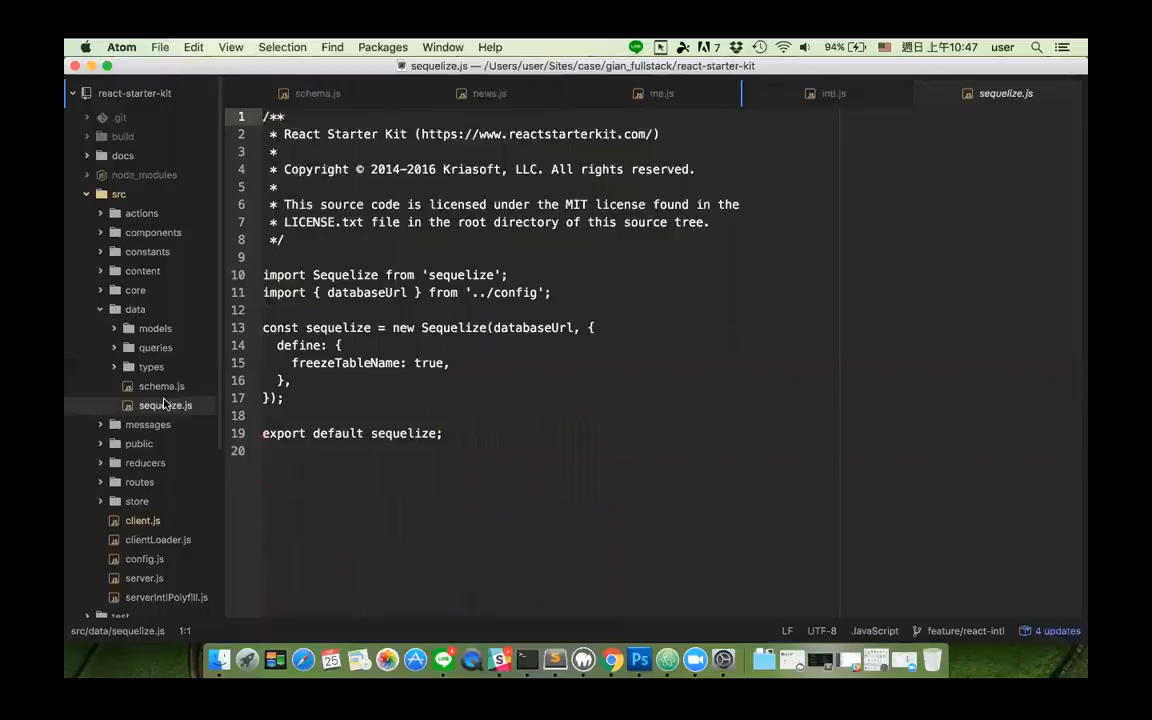 Atom File Edit View Selection Find Packages Window Help 7 94% 週日 上午10:47 user
sequelize.js — /Users/user/Sites/case/gian_fullstack/react-starter-kit
react-starter-kit
schema.js
news.js
me.js
intl.js
sequelize.js
.git
build
docs
node_modules
src
actions
components
constants
content
core
data
models
queries
types
schema.js
sequelize.js
messages
public
reducers
routes
store
client.js
clientLoader.js
config.js
server.js
serverIntlPolyfill.js
test
1 /**
2 * React Starter Kit (https://www.reactstarterkit.com/)
3 *
4 * Copyright © 2014-2016 Kriasoft, LLC. All rights reserved.
5 *
6 * This source code is licensed under the MIT license found in the
7 * LICENSE.txt file in the root directory of this source tree.
8 */
9
10 import Sequelize from 'sequelize';
11 import { databaseUrl } from '../config';
12
13 const sequelize = new Sequelize(databaseUrl, {
14 define: {
15 freezeTableName: true,
16 },
17 });
18
19 export default sequelize;
20
src/data/sequelize.js 1:1 LF UTF-8 JavaScript feature/react-intl 4 updates
25